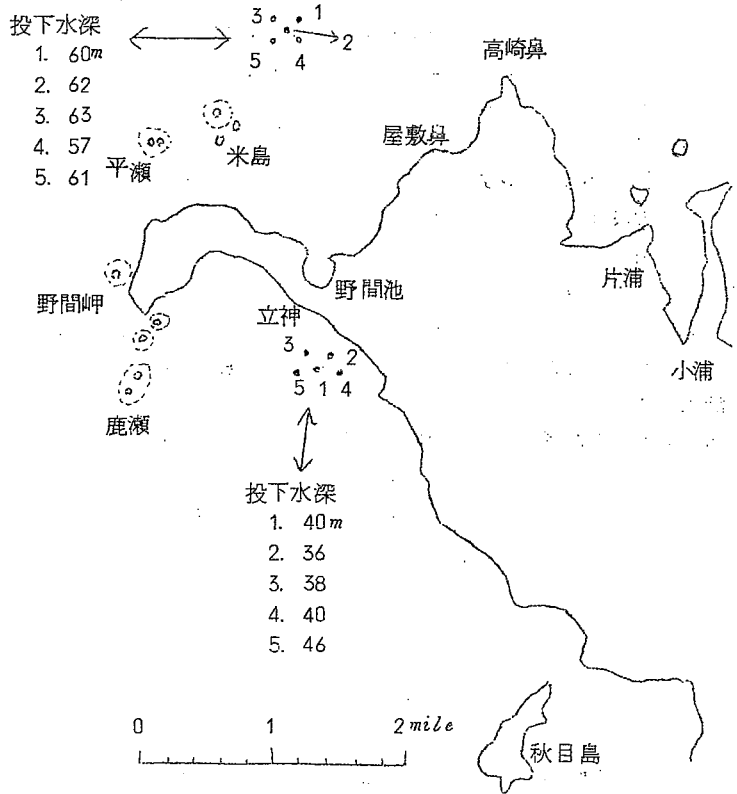 投下水深
1. 60m
2. 62
3. 63
4. 57
5. 61
3 1
2
5 4
高崎鼻
屋敷鼻
米島
平瀬
野間岬
野間池
片浦
小浦
立神
3 2
5 1 4
鹿瀬
投下水深
1. 40m
2. 36
3. 38
4. 40
5. 46
0 1 2 mile
秋目島